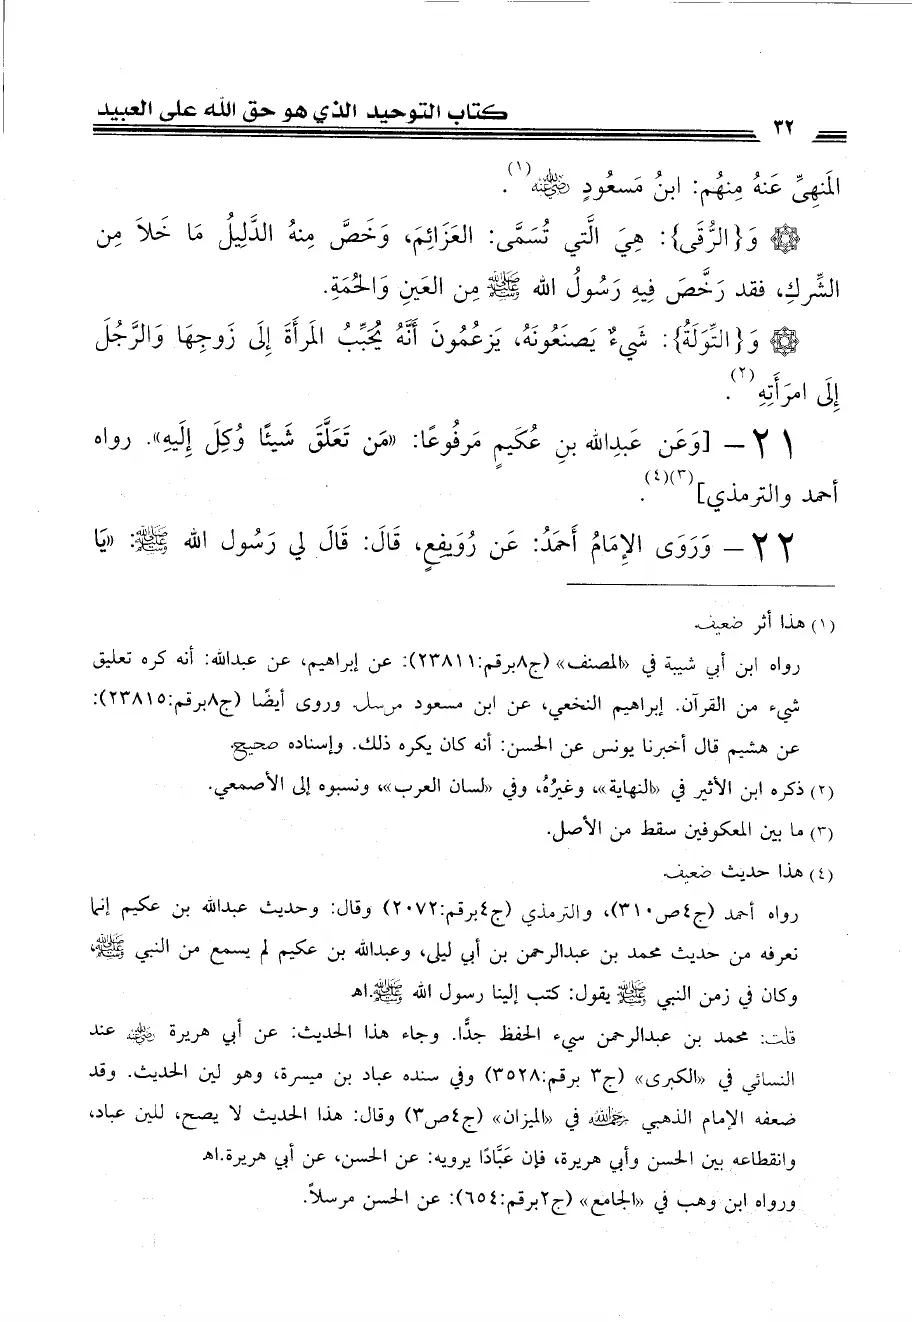 ٣٢ كتاب التوحيد الذي هو حق الله على العبيد
المَنهِيِّ عَنهُ مِنهُم: ابنُ مَسعُودٍ رضي الله عنه(١).
وَ{الرُّقَى}: هِيَ الَّتِي تُسَمَّى: العَزَائِمَ، وَخَصَّ مِنهُ الدَّلِيلُ مَا خَلاَ مِن
الشِّركِ، فقد رَخَّصَ فِيهِ رَسُولُ الله ﷺ مِن العَينِ وَالحُمَةِ.
وَ{التِّوَلَةُ}: شَيءٌ يَصنَعُونَهُ، يَزعُمُونَ أَنَّهُ يُحَبِّبُ المَرأَةَ إِلَى زَوجِهَا وَالرَّجُلَ
إِلَى امرَأَتِهِ(٢).
٢١ – [وَعَن عَبدِالله بنِ عُكَيمٍ مَرفُوعًا: «مَن تَعَلَّقَ شَيئًا وُكِلَ إِلَيهِ». رواه
أحمد والترمذي](٣)(٤).
٢٢ – وَرَوَى الإِمَامُ أَحمَدُ: عَن رُوَيفِعٍ، قَالَ: قَالَ لِي رَسُول الله ﷺ: «يَا
(١) هذا أثر ضعيف.
رواه ابن أبي شيبة في «المصنف» (ج٨برقم:٢٣٨١١): عن إبراهيم، عن عبدالله: أنه كره تعليق
شيء من القرآن. إبراهيم النخعي، عن ابن مسعود مرسل. وروى أيضًا (ج٨برقم:٢٣٨١٥):
عن هشيم قال أخبرنا يونس عن الحسن: أنه كان يكره ذلك. وإسناده صحيح.
(٢) ذكره ابن الأثير في «النهاية»، وغيرُهُ، وفي «لسان العرب»، ونسبوه إلى الأصمعي.
(٣) ما بين المعكوفين سقط من الأصل.
(٤) هذا حديث ضعيف.
رواه أحمد (ج٤ص٣١٠)، والترمذي (ج٤برقم:٢٠٧٢) وقال: وحديث عبدالله بن عكيم إنما
نعرفه من حديث محمد بن عبدالرحمن بن أبي ليلى، وعبدالله بن عكيم لم يسمع من النبي ﷺ،
وكان في زمن النبي ﷺ يقول: كتب إلينا رسول الله ﷺ.اهـ
قلت: محمد بن عبدالرحمن سيء الحفظ جدًّا. وجاء هذا الحديث: عن أبي هريرة رضي الله عنه عند
النسائي في «الكبرى» (ج٣ برقم:٣٥٢٨) وفي سنده عباد بن ميسرة، وهو لين الحديث. وقد
ضعفه الإمام الذهبي رحمه الله في «الميزان» (ج٤ص٣) وقال: هذا الحديث لا يصح، للين عباد،
وانقطاعه بين الحسن وأبي هريرة، فإن عَبَّادًا يرويه: عن الحسن، عن أبي هريرة.اهـ
ورواه ابن وهب في «الجامع» (ج٢برقم:٦٥٤): عن الحسن مرسلاً.